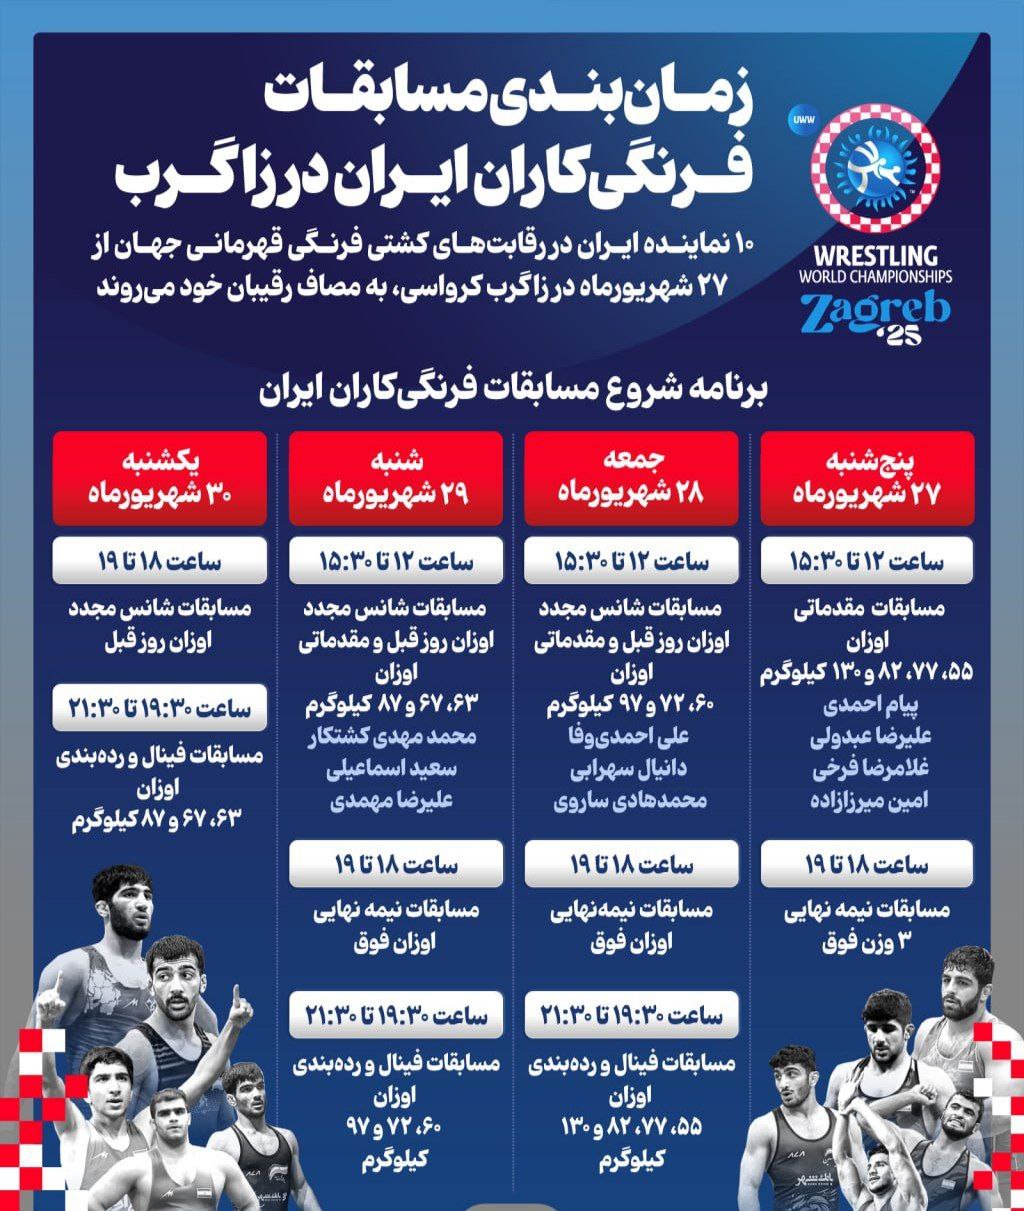 زمان‌بندی مسابقات
فرنگی‌کاران ایران در زاگرب
۱۰ نماینده ایران در رقابت‌های کشتی فرنگی قهرمانی جهان از
۲۷ شهریورماه در زاگرب کرواسی، به مصاف رقیبان خود می‌روند
UWW
WRESTLING
WORLD CHAMPIONSHIPS
Zagreb
'25
برنامه شروع مسابقات فرنگی‌کاران ایران
پنج‌شنبه
۲۷ شهریورماه
ساعت ۱۲ تا ۱۵:۳۰
مسابقات مقدماتی
اوزان
۵۵، ۷۷، ۸۲ و ۱۳۰ کیلوگرم
پیام احمدی
علیرضا عبدولی
غلامرضا فرخی
امین میرزازاده
ساعت ۱۸ تا ۱۹
مسابقات نیمه نهایی
۳ وزن فوق
جمعه
۲۸ شهریورماه
ساعت ۱۲ تا ۱۵:۳۰
مسابقات شانس مجدد
اوزان روز قبل و مقدماتی
اوزان
۶۰، ۷۲ و ۹۷ کیلوگرم
علی احمدی‌وفا
دانیال سهرابی
محمدهادی ساروی
ساعت ۱۸ تا ۱۹
مسابقات نیمه‌نهایی
اوزان فوق
ساعت ۱۹:۳۰ تا ۲۱:۳۰
مسابقات فینال و رده‌بندی
اوزان
۵۵، ۷۷، ۸۲ و ۱۳۰
کیلوگرم
شنبه
۲۹ شهریورماه
ساعت ۱۲ تا ۱۵:۳۰
مسابقات شانس مجدد
اوزان روز قبل و مقدماتی
اوزان
۶۳، ۶۷ و ۸۷ کیلوگرم
محمد مهدی کشتکار
سعید اسماعیلی
علیرضا مهمدی
ساعت ۱۸ تا ۱۹
مسابقات نیمه نهایی
اوزان فوق
ساعت ۱۹:۳۰ تا ۲۱:۳۰
مسابقات فینال و رده‌بندی
اوزان
۶۰، ۷۲ و ۹۷
کیلوگرم
یکشنبه
۳۰ شهریورماه
ساعت ۱۸ تا ۱۹
مسابقات شانس مجدد
اوزان روز قبل
ساعت ۱۹:۳۰ تا ۲۱:۳۰
مسابقات فینال و رده‌بندی
اوزان
۶۳، ۶۷ و ۸۷ کیلوگرم